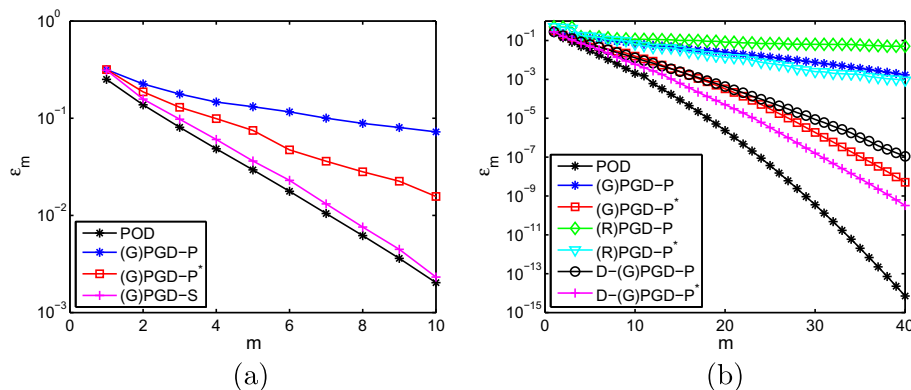 10^0
10^-1
10^-2
10^-3
ε_m
0 2 4 6 8 10
m
POD
(G)PGD-P
(G)PGD-P*
(G)PGD-S
(a)
10^-1
10^-3
10^-5
10^-7
10^-9
10^-11
10^-13
10^-15
ε_m
0 10 20 30 40
m
POD
(G)PGD-P
(G)PGD-P*
(R)PGD-P
(R)PGD-P*
D-(G)PGD-P
D-(G)PGD-P*
(b)